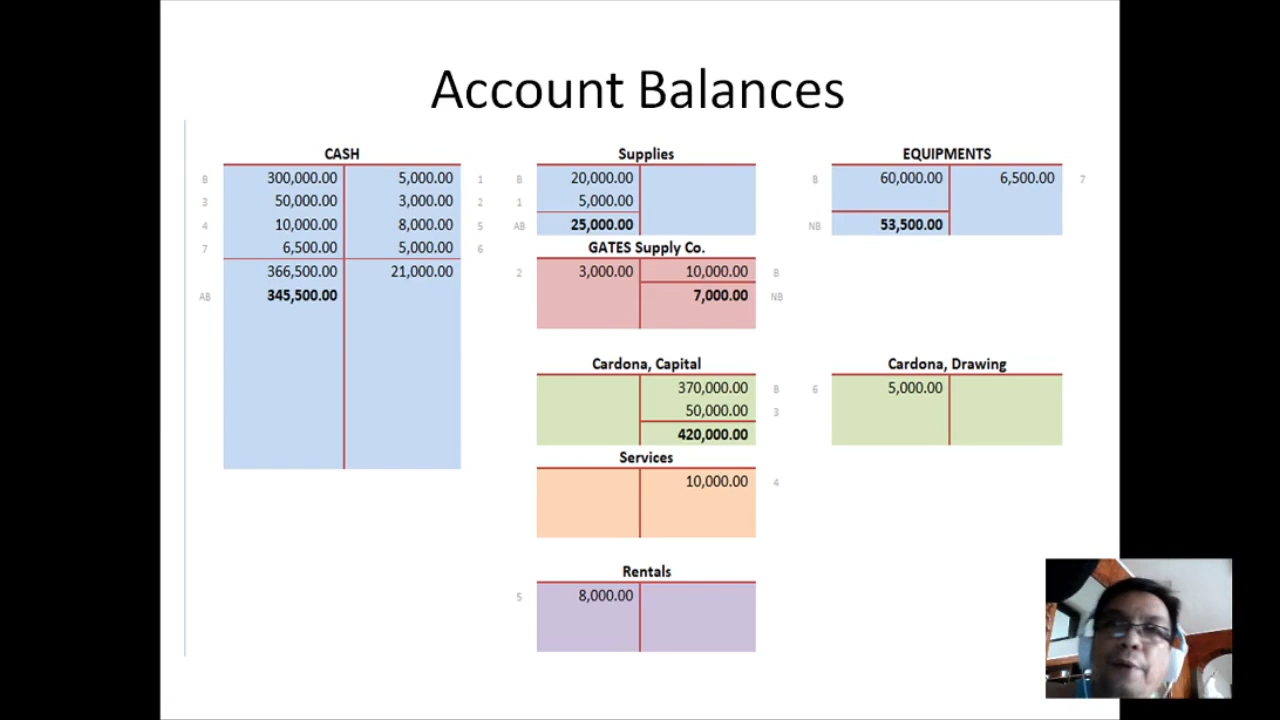 Account Balances
CASH
B 300,000.00 5,000.00 1
3 50,000.00 3,000.00 2
4 10,000.00 8,000.00 5
7 6,500.00 5,000.00 6
366,500.00 21,000.00
AB 345,500.00
Supplies
B 20,000.00
1 5,000.00
AB 25,000.00
EQUIPMENTS
B 60,000.00 6,500.00 7
NB 53,500.00
GATES Supply Co.
2 3,000.00 10,000.00 B
7,000.00 NB
Cardona, Capital
370,000.00 B
50,000.00 3
420,000.00
Cardona, Drawing
6 5,000.00
Services
10,000.00 4
Rentals
5 8,000.00